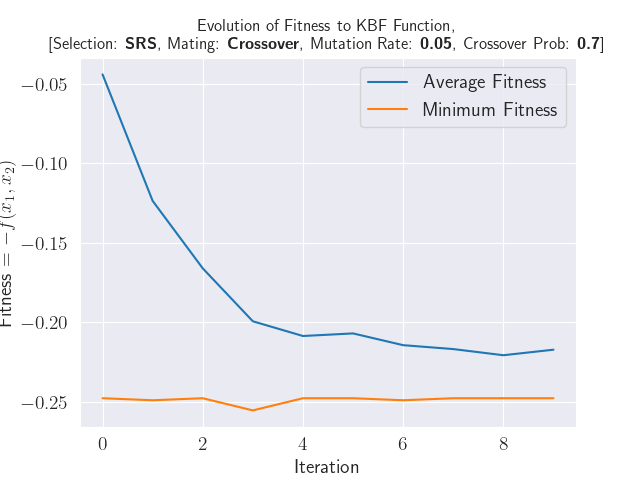 Evolution of Fitness to KBF Function,
[Selection: SRS, Mating: Crossover, Mutation Rate: 0.05, Crossover Prob: 0.7]
Average Fitness
Minimum Fitness
−0.05
−0.10
−0.15
−0.20
−0.25
Fitness = −f(x₁, x₂)
0 2 4 6 8
Iteration